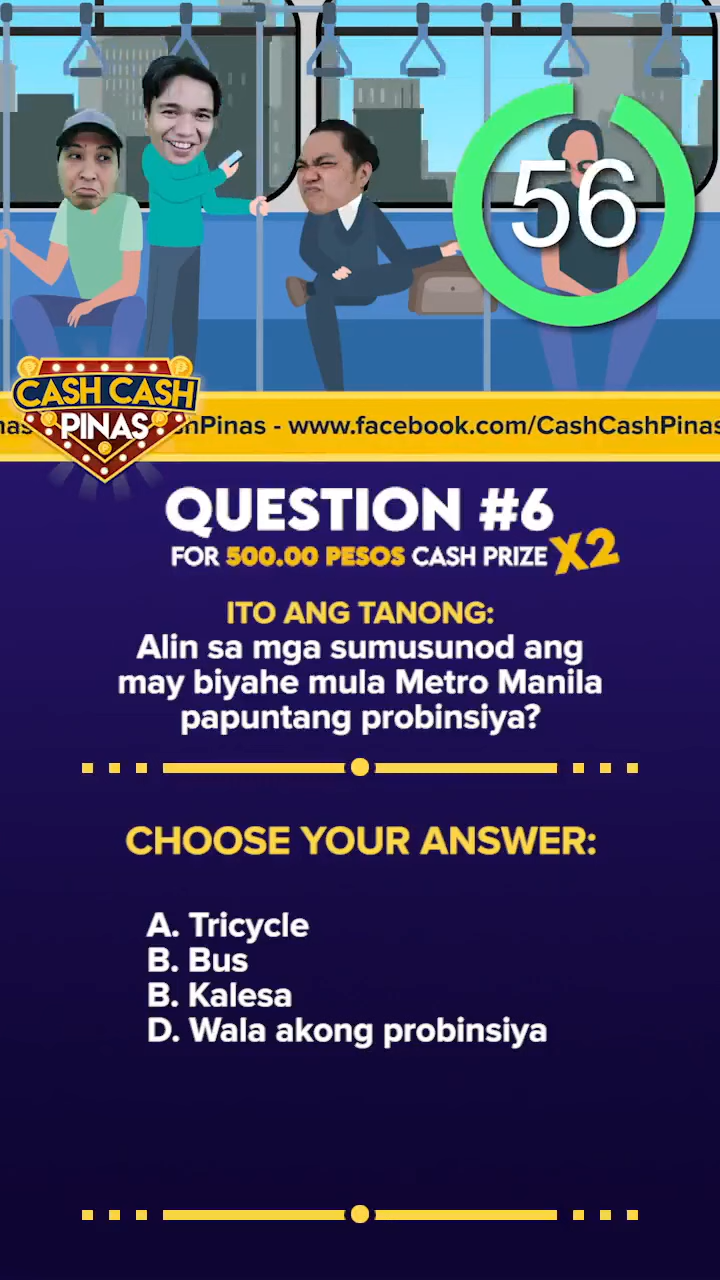 56
CASH CASH
PINAS
nPinas - www.facebook.com/CashCashPinas
QUESTION #6
FOR 500.00 PESOS CASH PRIZE X2
ITO ANG TANONG:
Alin sa mga sumusunod ang
may biyahe mula Metro Manila
papuntang probinsiya?
CHOOSE YOUR ANSWER:
A. Tricycle
B. Bus
B. Kalesa
D. Wala akong probinsiya